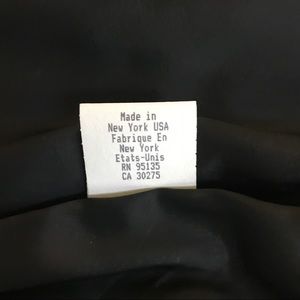 Made in
New York USA
Fabrique En
New York
Etats-Unis
RN 95135
CA 30275